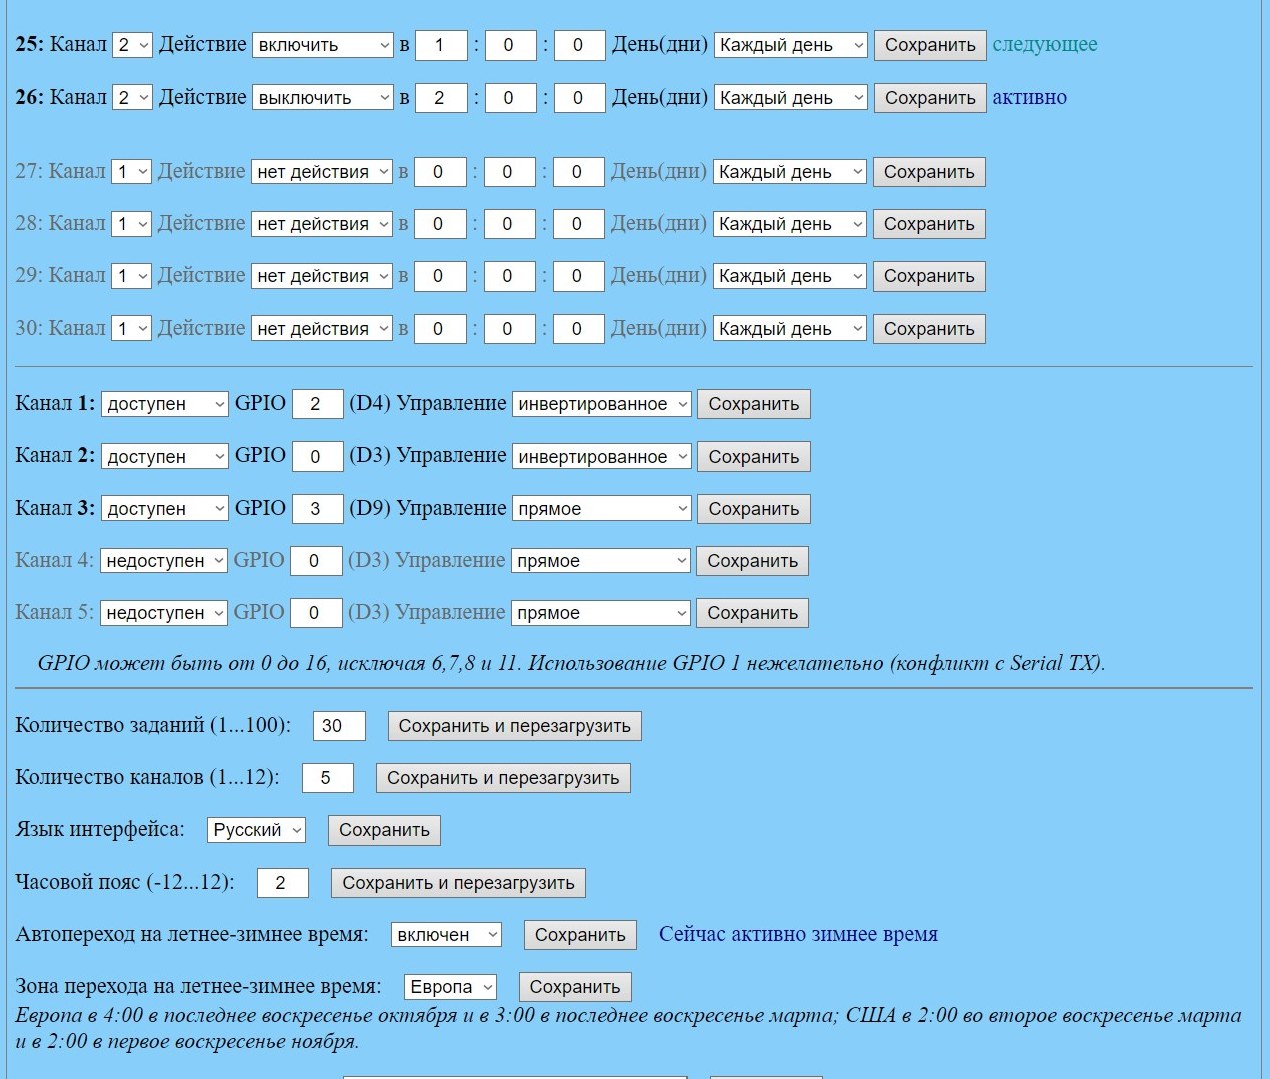 25: Канал 2 Действие включить в 1 : 0 : 0 День(дни) Каждый день Сохранить следующее
26: Канал 2 Действие выключить в 2 : 0 : 0 День(дни) Каждый день Сохранить активно
27: Канал 1 Действие нет действия в 0 : 0 : 0 День(дни) Каждый день Сохранить
28: Канал 1 Действие нет действия в 0 : 0 : 0 День(дни) Каждый день Сохранить
29: Канал 1 Действие нет действия в 0 : 0 : 0 День(дни) Каждый день Сохранить
30: Канал 1 Действие нет действия в 0 : 0 : 0 День(дни) Каждый день Сохранить
Канал 1: доступен GPIO 2 (D4) Управление инвертированное Сохранить
Канал 2: доступен GPIO 0 (D3) Управление инвертированное Сохранить
Канал 3: доступен GPIO 3 (D9) Управление прямое Сохранить
Канал 4: недоступен GPIO 0 (D3) Управление прямое Сохранить
Канал 5: недоступен GPIO 0 (D3) Управление прямое Сохранить
GPIO может быть от 0 до 16, исключая 6,7,8 и 11. Использование GPIO 1 нежелательно (конфликт с Serial TX).
Количество заданий (1...100): 30 Сохранить и перезагрузить
Количество каналов (1...12): 5 Сохранить и перезагрузить
Язык интерфейса: Русский Сохранить
Часовой пояс (-12...12): 2 Сохранить и перезагрузить
Автопереход на летнее-зимнее время: включен Сохранить Сейчас активно зимнее время
Зона перехода на летнее-зимнее время: Европа Сохранить
Европа в 4:00 в последнее воскресенье октября и в 3:00 в последнее воскресенье марта; США в 2:00 во второе воскресенье марта
и в 2:00 в первое воскресенье ноября.